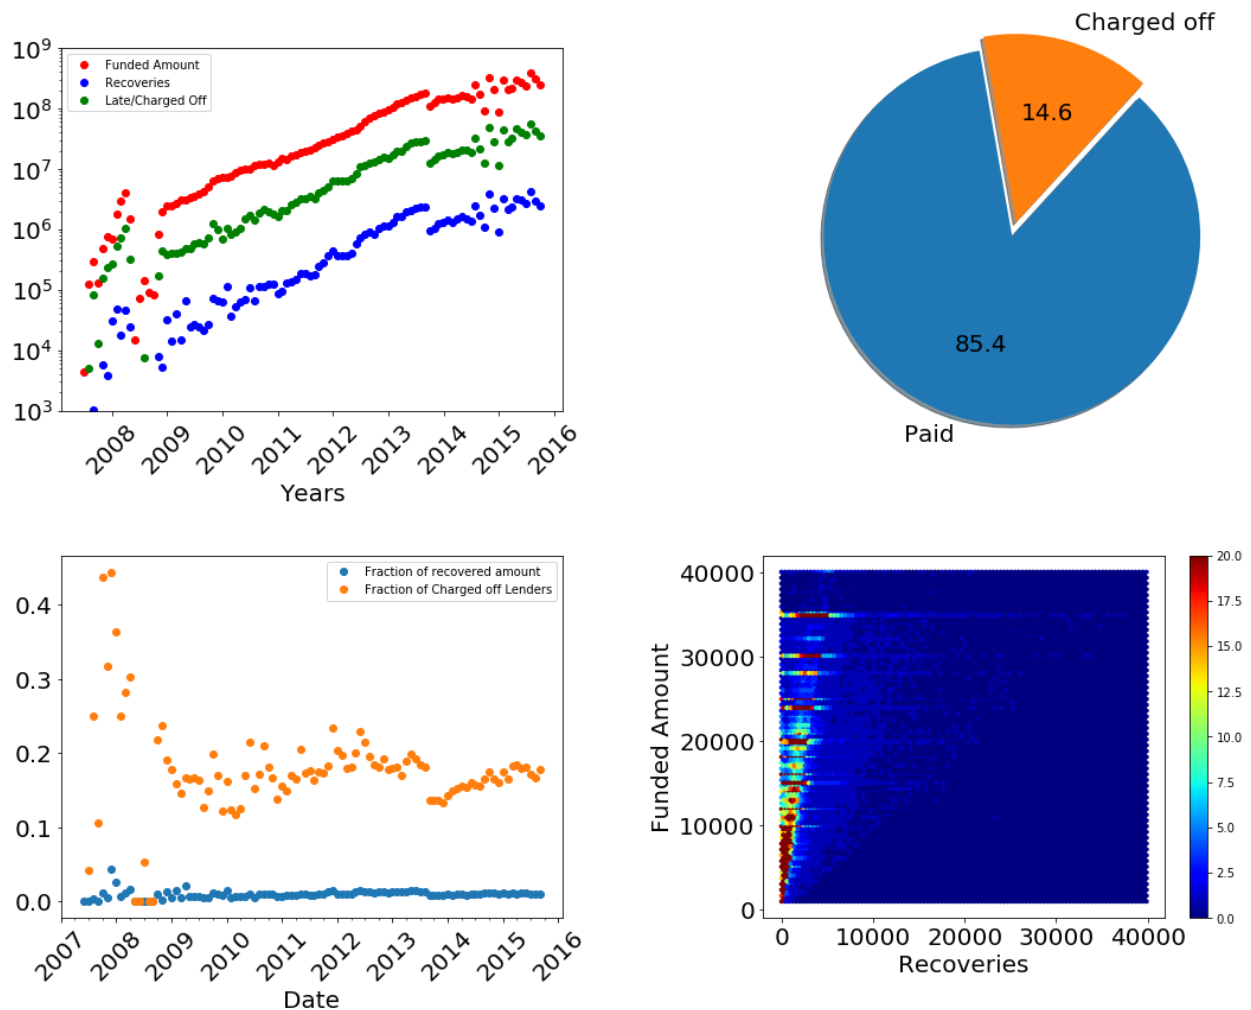 10⁹
10⁸
10⁷
10⁶
10⁵
10⁴
10³
Funded Amount
Recoveries
Late/Charged Off
2008 2009 2010 2011 2012 2013 2014 2015 2016
Years
Charged off
14.6
85.4
Paid
0.4
0.3
0.2
0.1
0.0
Fraction of recovered amount
Fraction of Charged off Lenders
2007 2008 2009 2010 2011 2012 2013 2014 2015 2016
Date
Funded Amount
40000
30000
20000
10000
0
0 10000 20000 30000 40000
Recoveries
20.0
17.5
15.0
12.5
10.0
7.5
5.0
2.5
0.0